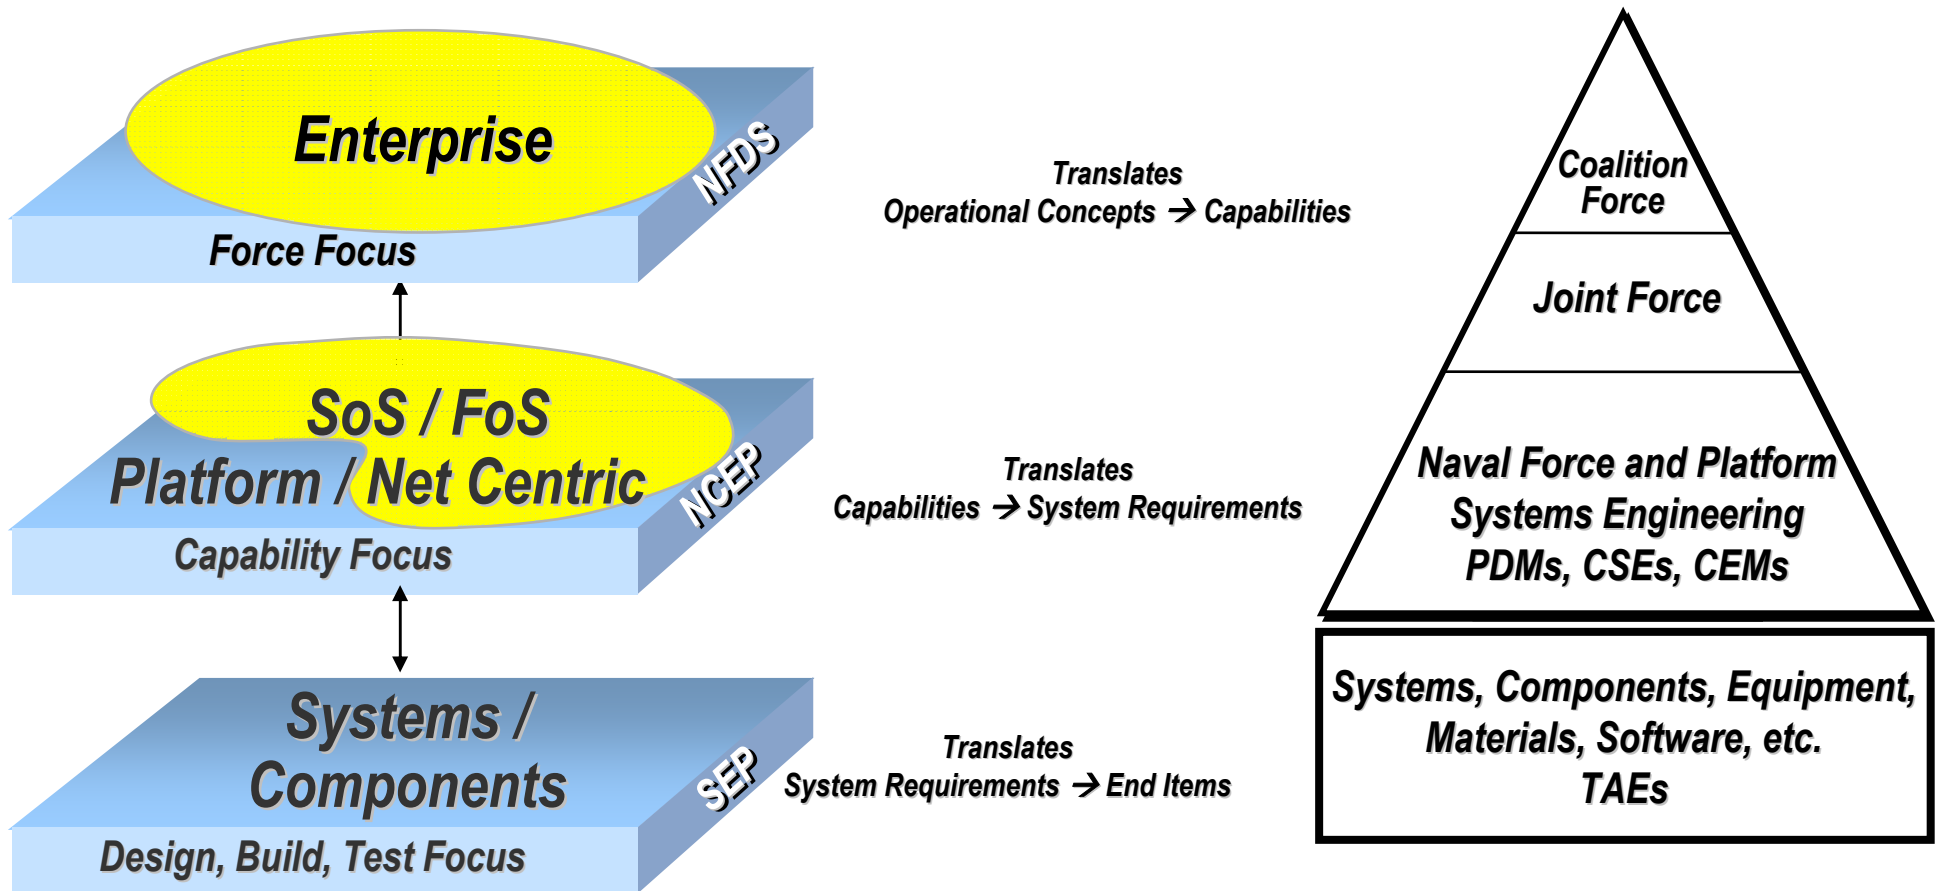 Enterprise
NFDS
Force Focus
Translates
Operational Concepts → Capabilities
SoS / FoS
Platform / Net Centric
NCEP
Capability Focus
Translates
Capabilities → System Requirements
Systems /
Components
SEP
Design, Build, Test Focus
Translates
System Requirements → End Items
Coalition
Force
Joint Force
Naval Force and Platform
Systems Engineering
PDMs, CSEs, CEMs
Systems, Components, Equipment,
Materials, Software, etc.
TAEs